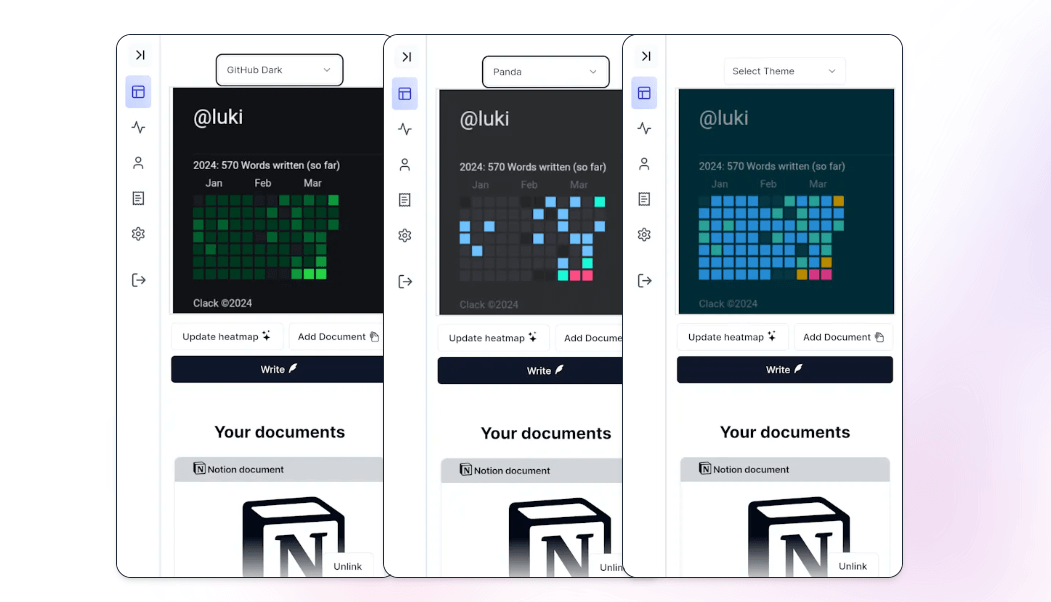 GitHub Dark
@luki
2024: 570 Words written (so far)
Jan Feb Mar
Clack ©2024
Update heatmap
Add Document
Write
Your documents
Notion document
N
Unlink
Panda
@luki
2024: 570 Words written (so far)
Jan Feb Mar
Clack ©2024
Update heatmap
Add Docume
Write
Your documents
Notion document
N
Unlin
Select Theme
@luki
2024: 570 Words written (so far)
Jan Feb Mar
Clack ©2024
Update heatmap
Add Document
Write
Your documents
Notion document
N
Unlink